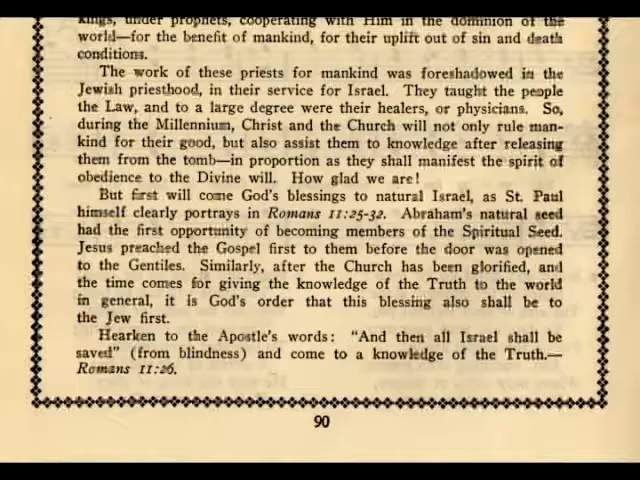 kings, under prophets, cooperating with Him in the dominion of the
world—for the benefit of mankind, for their uplift out of sin and death
conditions.
The work of these priests for mankind was foreshadowed in the
Jewish priesthood, in their service for Israel. They taught the people
the Law, and to a large degree were their healers, or physicians. So,
during the Millennium, Christ and the Church will not only rule man-
kind for their good, but also assist them to knowledge after releasing
them from the tomb—in proportion as they shall manifest the spirit of
obedience to the Divine will. How glad we are!
But first will come God's blessings to natural Israel, as St. Paul
himself clearly portrays in Romans 11:25-32. Abraham's natural seed
had the first opportunity of becoming members of the Spiritual Seed.
Jesus preached the Gospel first to them before the door was opened
to the Gentiles. Similarly, after the Church has been glorified, and
the time comes for giving the knowledge of the Truth to the world
in general, it is God's order that this blessing also shall be to
the Jew first.
Hearken to the Apostle's words: "And then all Israel shall be
saved" (from blindness) and come to a knowledge of the Truth.—
Romans 11:26.
90